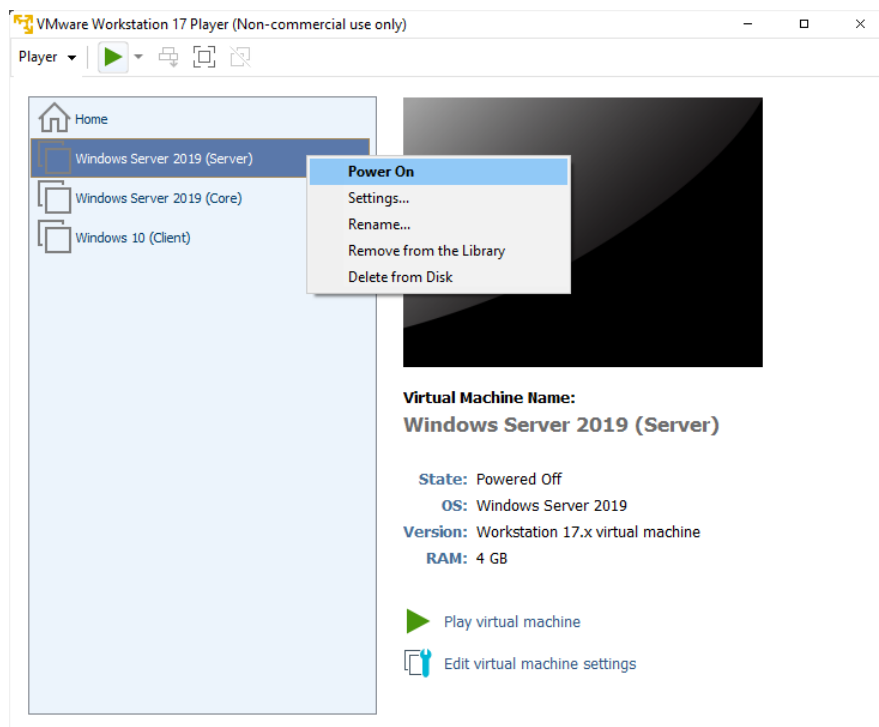 VMware Workstation 17 Player (Non-commercial use only)
Player
Home
Windows Server 2019 (Server)
Windows Server 2019 (Core)
Windows 10 (Client)
Power On
Settings...
Rename...
Remove from the Library
Delete from Disk
Virtual Machine Name:
Windows Server 2019 (Server)
State: Powered Off
OS: Windows Server 2019
Version: Workstation 17.x virtual machine
RAM: 4 GB
Play virtual machine
Edit virtual machine settings